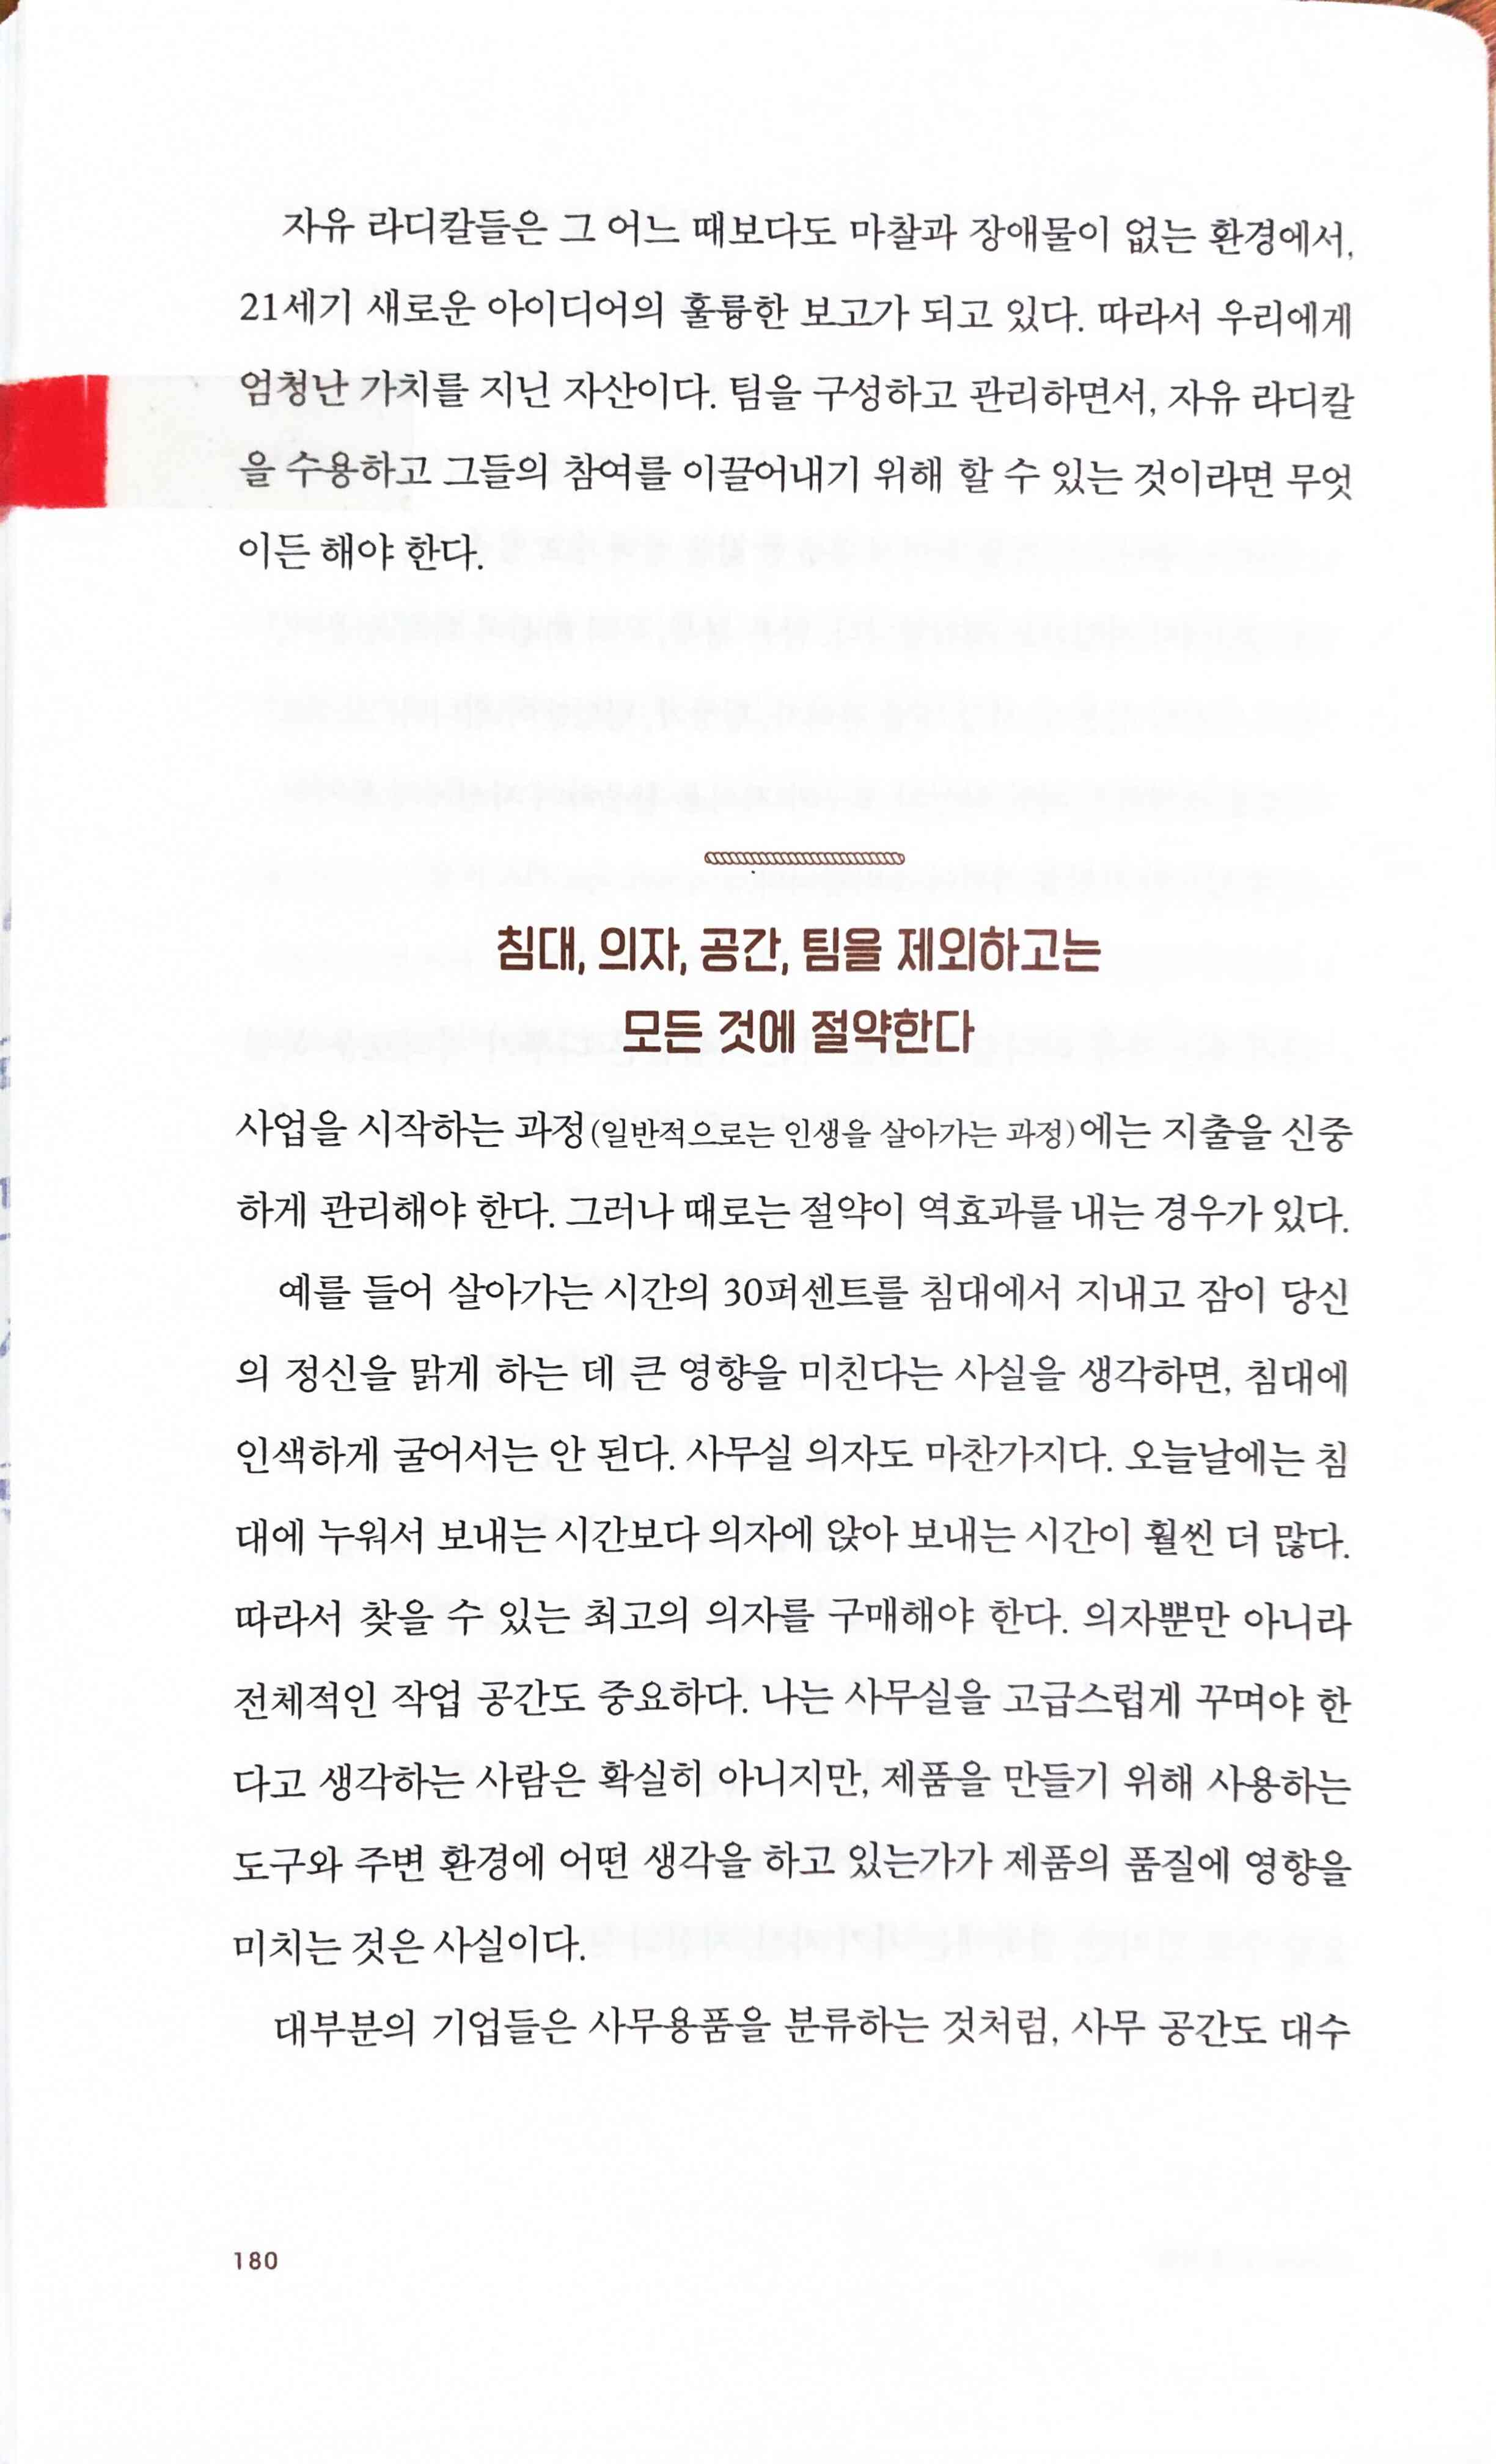 자유 라디칼들은 그 어느 때보다도 마찰과 장애물이 없는 환경에서,
21세기 새로운 아이디어의 훌륭한 보고가 되고 있다. 따라서 우리에게
엄청난 가치를 지닌 자산이다. 팀을 구성하고 관리하면서, 자유 라디칼
을 수용하고 그들의 참여를 이끌어내기 위해 할 수 있는 것이라면 무엇
이든 해야 한다.
침대, 의자, 공간, 팀을 제외하고는
모든 것에 절약한다
사업을 시작하는 과정(일반적으로는 인생을 살아가는 과정)에는 지출을 신중
하게 관리해야 한다. 그러나 때로는 절약이 역효과를 내는 경우가 있다.
예를 들어 살아가는 시간의 30퍼센트를 침대에서 지내고 잠이 당신
의 정신을 맑게 하는 데 큰 영향을 미친다는 사실을 생각하면, 침대에
인색하게 굴어서는 안 된다. 사무실 의자도 마찬가지다. 오늘날에는 침
대에 누워서 보내는 시간보다 의자에 앉아 보내는 시간이 훨씬 더 많다.
따라서 찾을 수 있는 최고의 의자를 구매해야 한다. 의자뿐만 아니라
전체적인 작업 공간도 중요하다. 나는 사무실을 고급스럽게 꾸며야 한
다고 생각하는 사람은 확실히 아니지만, 제품을 만들기 위해 사용하는
도구와 주변 환경에 어떤 생각을 하고 있는가가 제품의 품질에 영향을
미치는 것은 사실이다.
대부분의 기업들은 사무용품을 분류하는 것처럼, 사무 공간도 대수
180